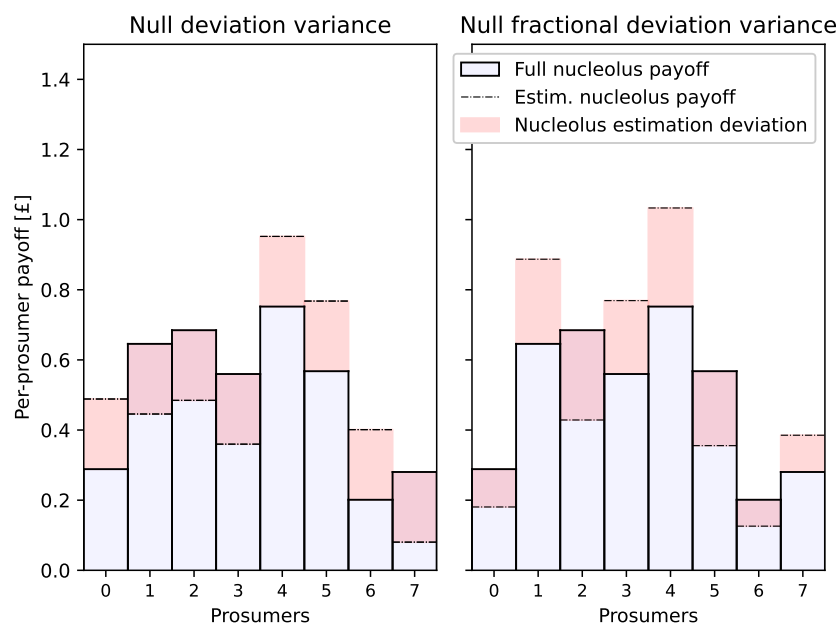 Null deviation variance
Null fractional deviation variance
Full nucleolus payoff
Estim. nucleolus payoff
Nucleolus estimation deviation
Per-prosumer payoff [£]
1.4
1.2
1.0
0.8
0.6
0.4
0.2
0.0
0 1 2 3 4 5 6 7
0 1 2 3 4 5 6 7
Prosumers
Prosumers